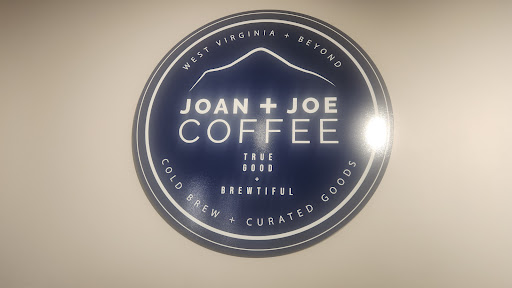 WEST VIRGINIA + BEYOND
JOAN + JOE
COFFEE
TRUE
GOOD
+
BREWTIFUL
COLD BREW + CURATED GOODS